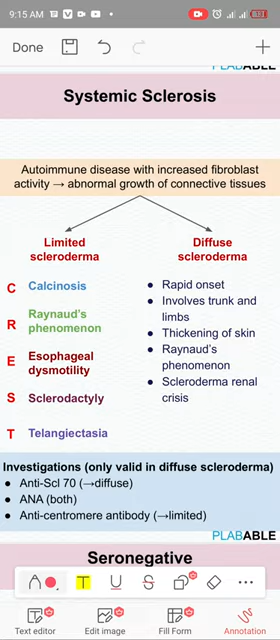 9:15 AM
Done
PLABABLE
Systemic Sclerosis
Autoimmune disease with increased fibroblast
activity → abnormal growth of connective tissues
Limited
scleroderma
C Calcinosis
R Raynaud's
phenomenon
E Esophageal
dysmotility
S Sclerodactyly
T Telangiectasia
Diffuse
scleroderma
● Rapid onset
● Involves trunk and
limbs
● Thickening of skin
● Raynaud's
phenomenon
● Scleroderma renal
crisis
Investigations (only valid in diffuse scleroderma)
● Anti-Scl 70 (→diffuse)
● ANA (both)
● Anti-centromere antibody (→limited)
PLABABLE
Seronegative
T U S
Text editor
Edit image
Fill Form
Annotation